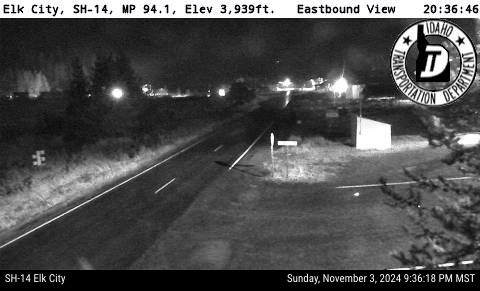 Elk City, SH-14, MP 94.1, Elev 3,939ft.   Eastbound View   20:36:46
IDAHO
TRANSPORTATION DEPARTMENT
SH-14 Elk City
Sunday, November 3, 2024 9:36:18 PM MST